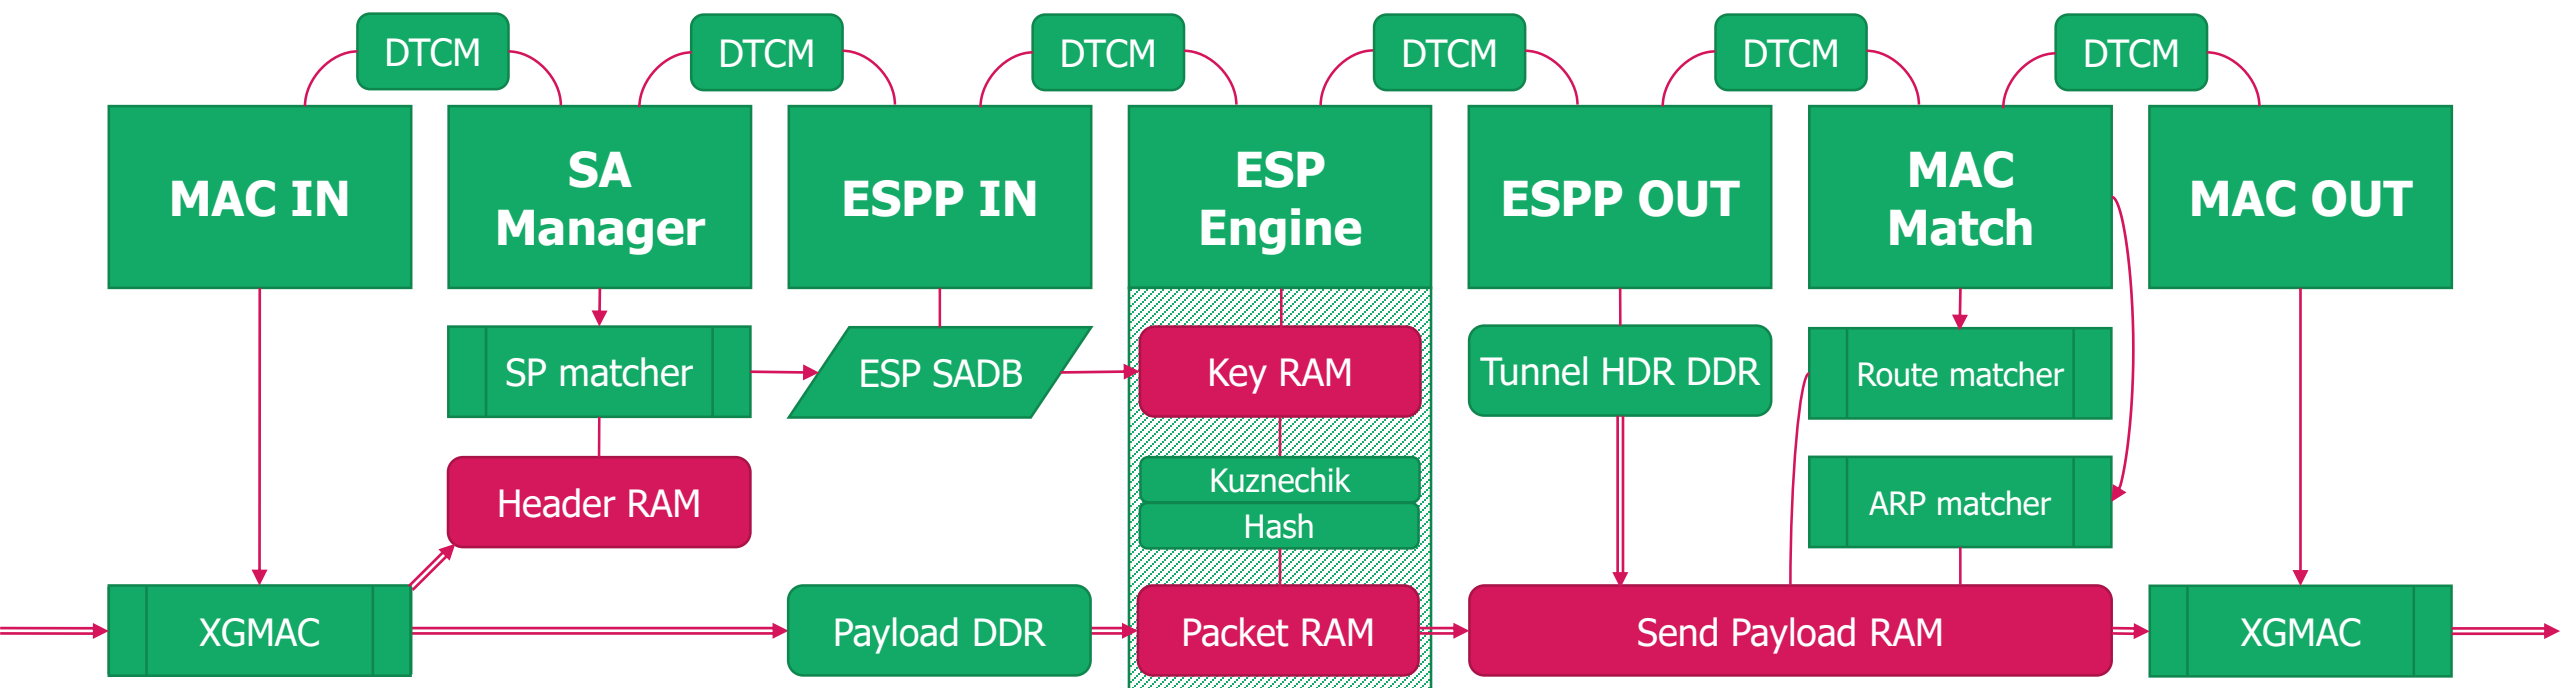 DTCM
DTCM
DTCM
DTCM
DTCM
DTCM
MAC IN
SA
Manager
ESPP IN
ESP
Engine
ESPP OUT
MAC
Match
MAC OUT
SP matcher
ESP SADB
Key RAM
Tunnel HDR DDR
Route matcher
Header RAM
Kuznechik
Hash
ARP matcher
XGMAC
Payload DDR
Packet RAM
Send Payload RAM
XGMAC